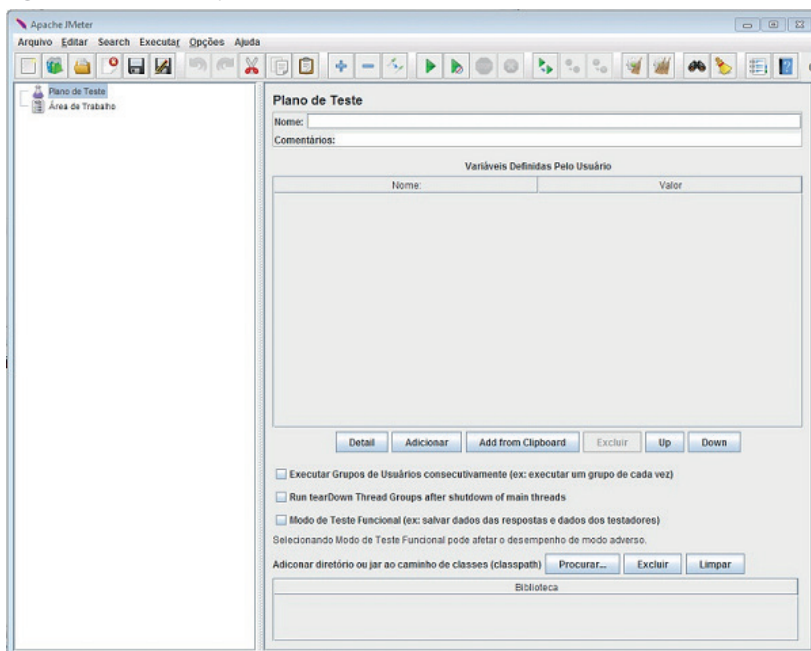 Apache JMeter
Arquivo Editar Search Executar Opções Ajuda
Plano de Teste
Área de Trabalho
Plano de Teste
Nome:
Comentários:
Variáveis Definidas Pelo Usuário
Nome: Valor
Detail Adicionar Add from Clipboard Excluir Up Down
Executar Grupos de Usuários consecutivamente (ex: executar um grupo de cada vez)
Run tearDown Thread Groups after shutdown of main threads
Modo de Teste Funcional (ex: salvar dados das respostas e dados dos testadores)
Selecionando Modo de Teste Funcional pode afetar o desempenho de modo adverso.
Adiconar diretório ou jar ao caminho de classes (classpath) Procurar... Excluir Limpar
Biblioteca